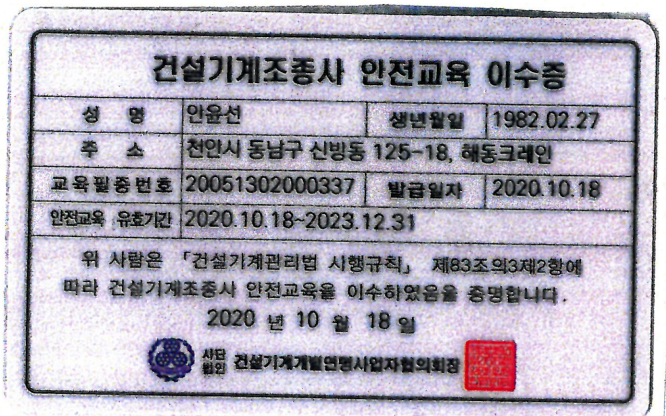 건설기계조종사 안전교육 이수증
성 명 안윤선 생년월일 1982.02.27
주 소 천안시 동남구 신방동 125-18, 해동크레인
교육필증번호 20051302000337 발급일자 2020.10.18
안전교육 유효기간 2020.10.18~2023.12.31
위 사람은 「건설기계관리법 시행규칙」 제83조의3제2항에
따라 건설기계조종사 안전교육을 이수하였음을 증명합니다.
2020 년 10 월 18 일
사단법인 건설기계개별연명사업자협의회장